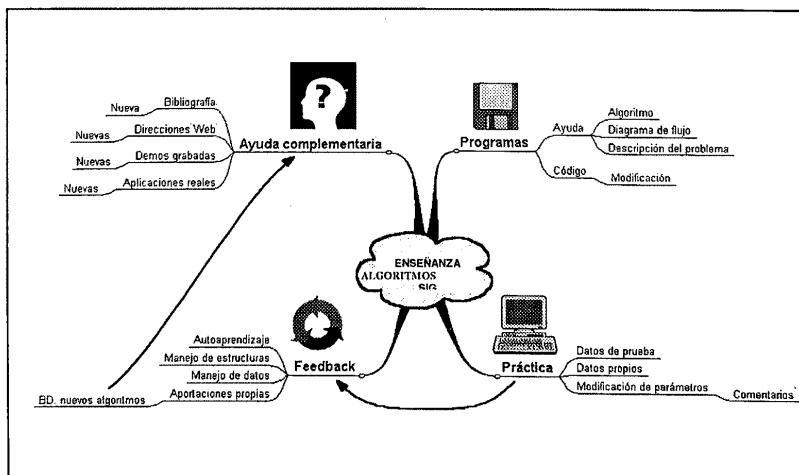 Nueva
Bibliografía
Nuevas
Direcciones Web
Nuevas
Demos grabadas
Nuevas
Aplicaciones reales
?
Ayuda complementaria
Programas
Ayuda
Algoritmo
Diagrama de flujo
Descripción del problema
Código
Modificación
ENSEÑANZA
ALGORITMOS
SIG
Autoaprendizaje
Manejo de estructuras
Manejo de datos
Aportaciones propias
BD. nuevos algoritmos
Feedback
Práctica
Datos de prueba
Datos propios
Modificación de parámetros
Comentarios